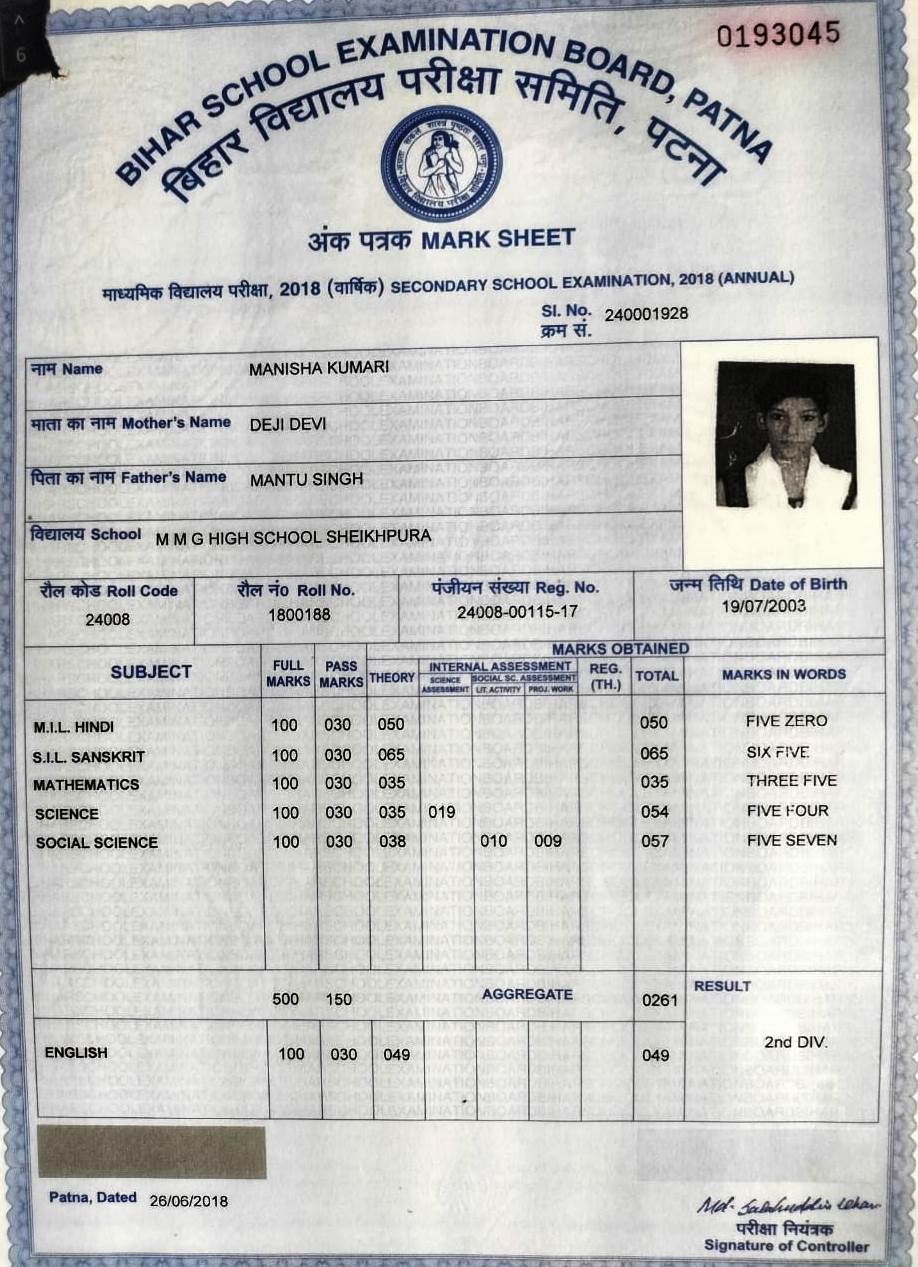 ^
6
0193045
BIHAR SCHOOL EXAMINATION BOARD, PATNA
बिहार विद्यालय परीक्षा समिति, पटना
अंक पत्रक MARK SHEET
माध्यमिक विद्यालय परीक्षा, 2018 (वार्षिक) SECONDARY SCHOOL EXAMINATION, 2018 (ANNUAL)
Sl. No. 240001928
क्रम सं.
नाम Name MANISHA KUMARI
माता का नाम Mother's Name DEJI DEVI
पिता का नाम Father's Name MANTU SINGH
विद्यालय School M M G HIGH SCHOOL SHEIKHPURA
रौल कोड Roll Code रौल नं० Roll No. पंजीयन संख्या Reg. No. जन्म तिथि Date of Birth
24008 1800188 24008-00115-17 19/07/2003
MARKS OBTAINED
SUBJECT FULL MARKS PASS MARKS THEORY INTERNAL ASSESSMENT REG. (TH.) TOTAL MARKS IN WORDS
SCIENCE ASSESSMENT SOCIAL SC. ASSESSMENT
LIT. ACTIVITY PROJ. WORK
M.I.L. HINDI 100 030 050 050 FIVE ZERO
S.I.L. SANSKRIT 100 030 065 065 SIX FIVE
MATHEMATICS 100 030 035 035 THREE FIVE
SCIENCE 100 030 035 019 054 FIVE FOUR
SOCIAL SCIENCE 100 030 038 010 009 057 FIVE SEVEN
500 150 AGGREGATE 0261 RESULT
2nd DIV.
ENGLISH 100 030 049 049
Patna, Dated 26/06/2018
परीक्षा नियंत्रक
Signature of Controller